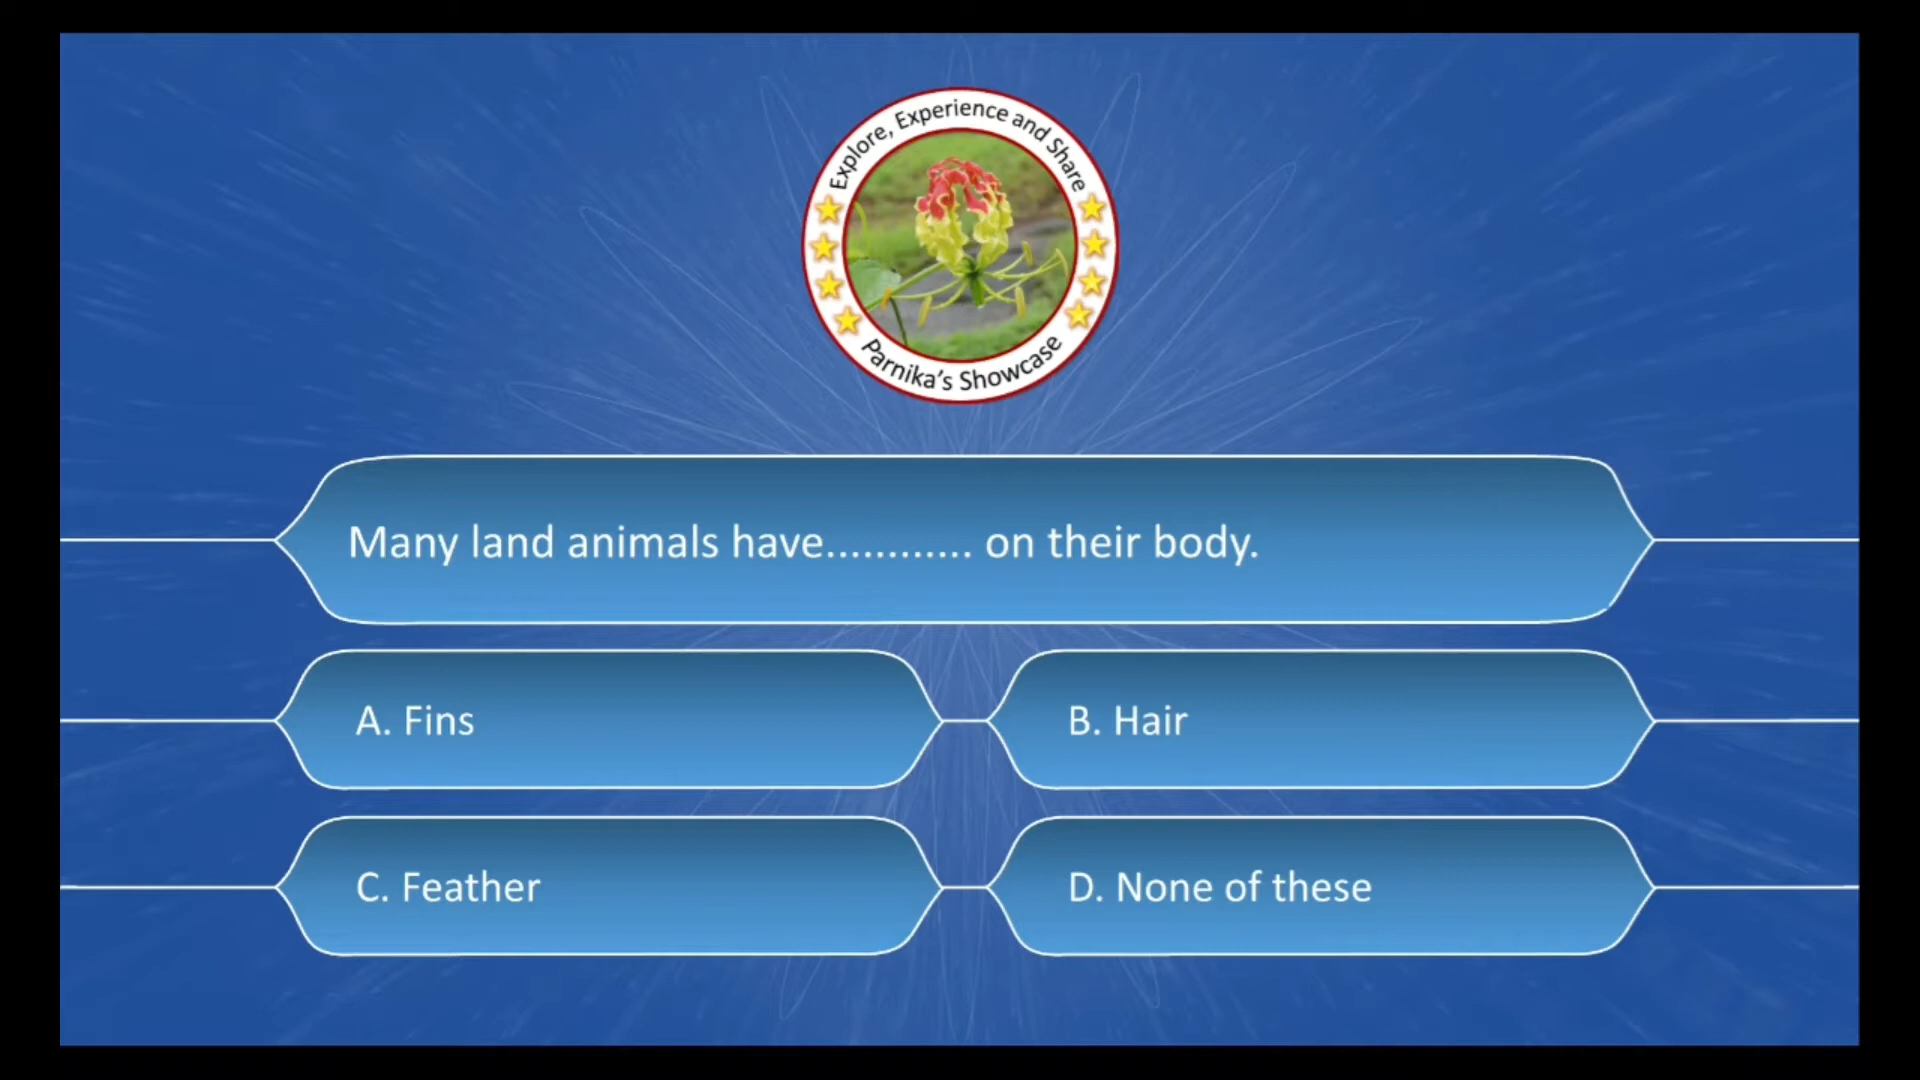 Explore, Experience and Share
Parnika's Showcase
Many land animals have............ on their body.
A. Fins
B. Hair
C. Feather
D. None of these